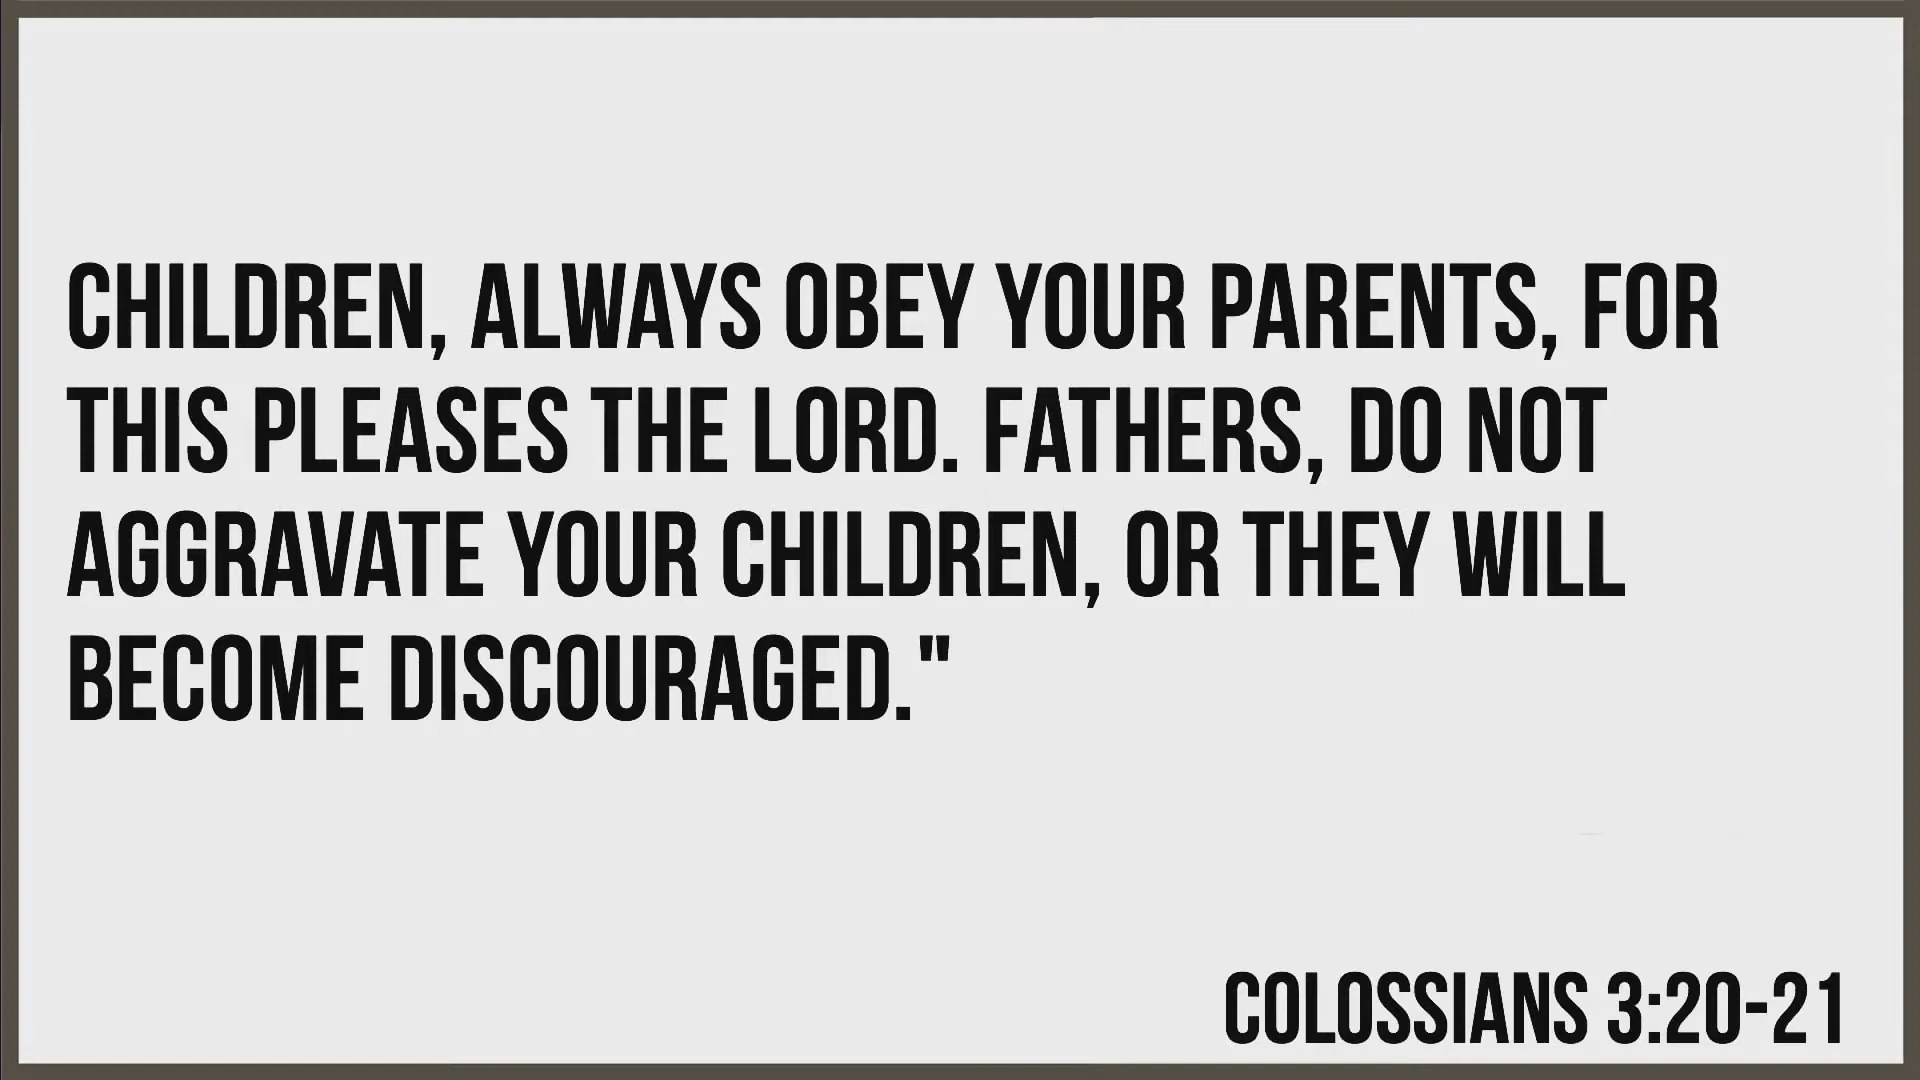 CHILDREN, ALWAYS OBEY YOUR PARENTS, FOR
THIS PLEASES THE LORD. FATHERS, DO NOT
AGGRAVATE YOUR CHILDREN, OR THEY WILL
BECOME DISCOURAGED."
COLOSSIANS 3:20-21